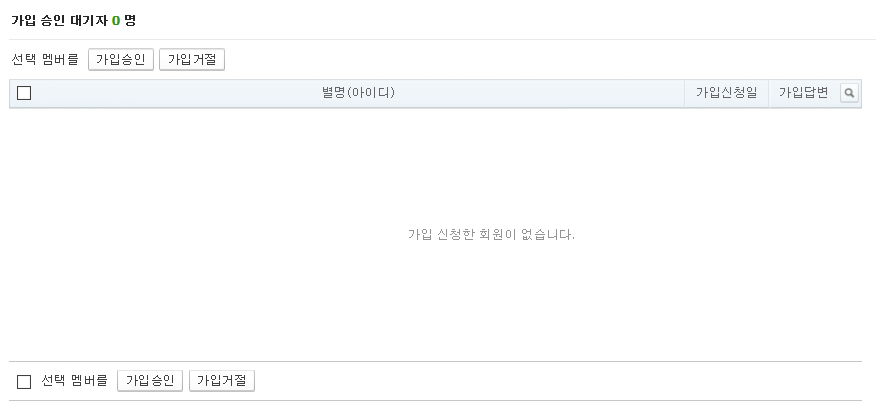 가입 승인 대기자 0 명
선택 멤버를 가입승인 가입거절
별명(아이디) 가입신청일 가입답변
가입 신청한 회원이 없습니다.
선택 멤버를 가입승인 가입거절